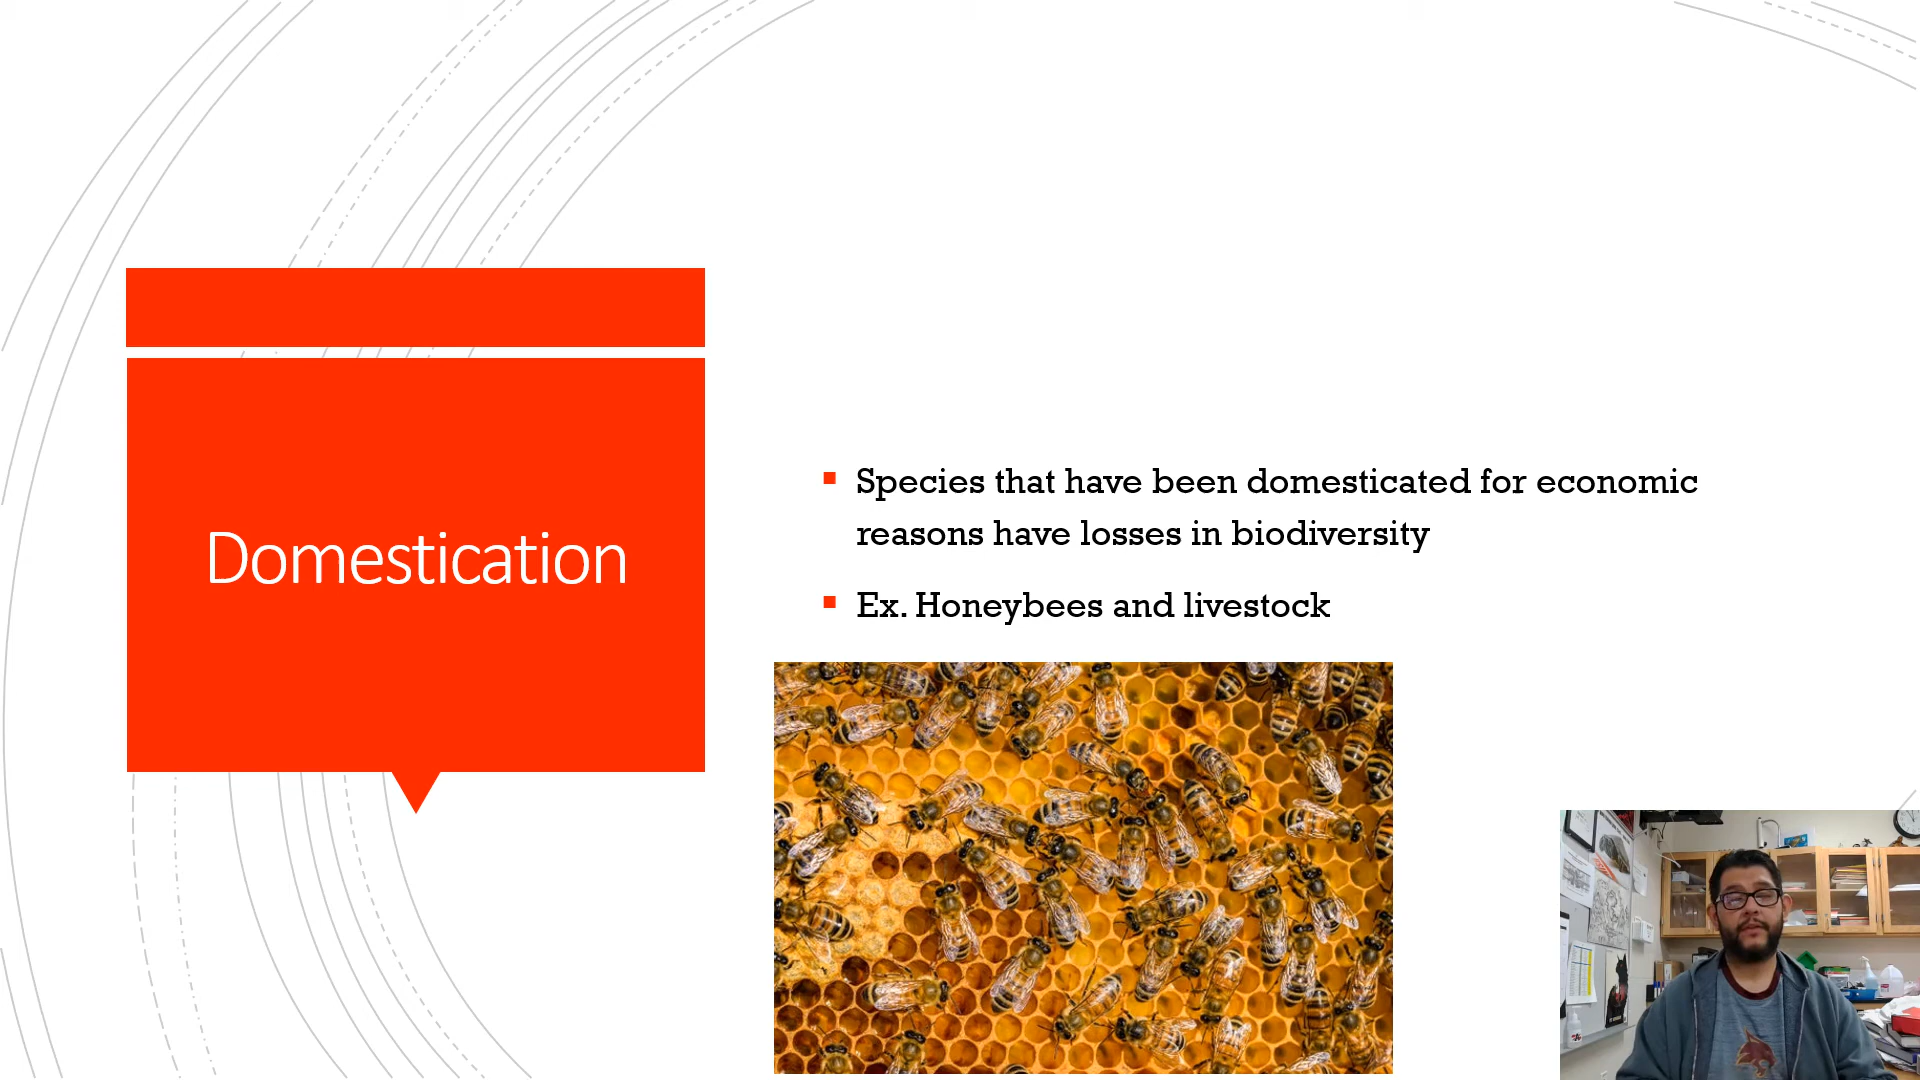 Domestication
Species that have been domesticated for economic
reasons have losses in biodiversity
Ex. Honeybees and livestock